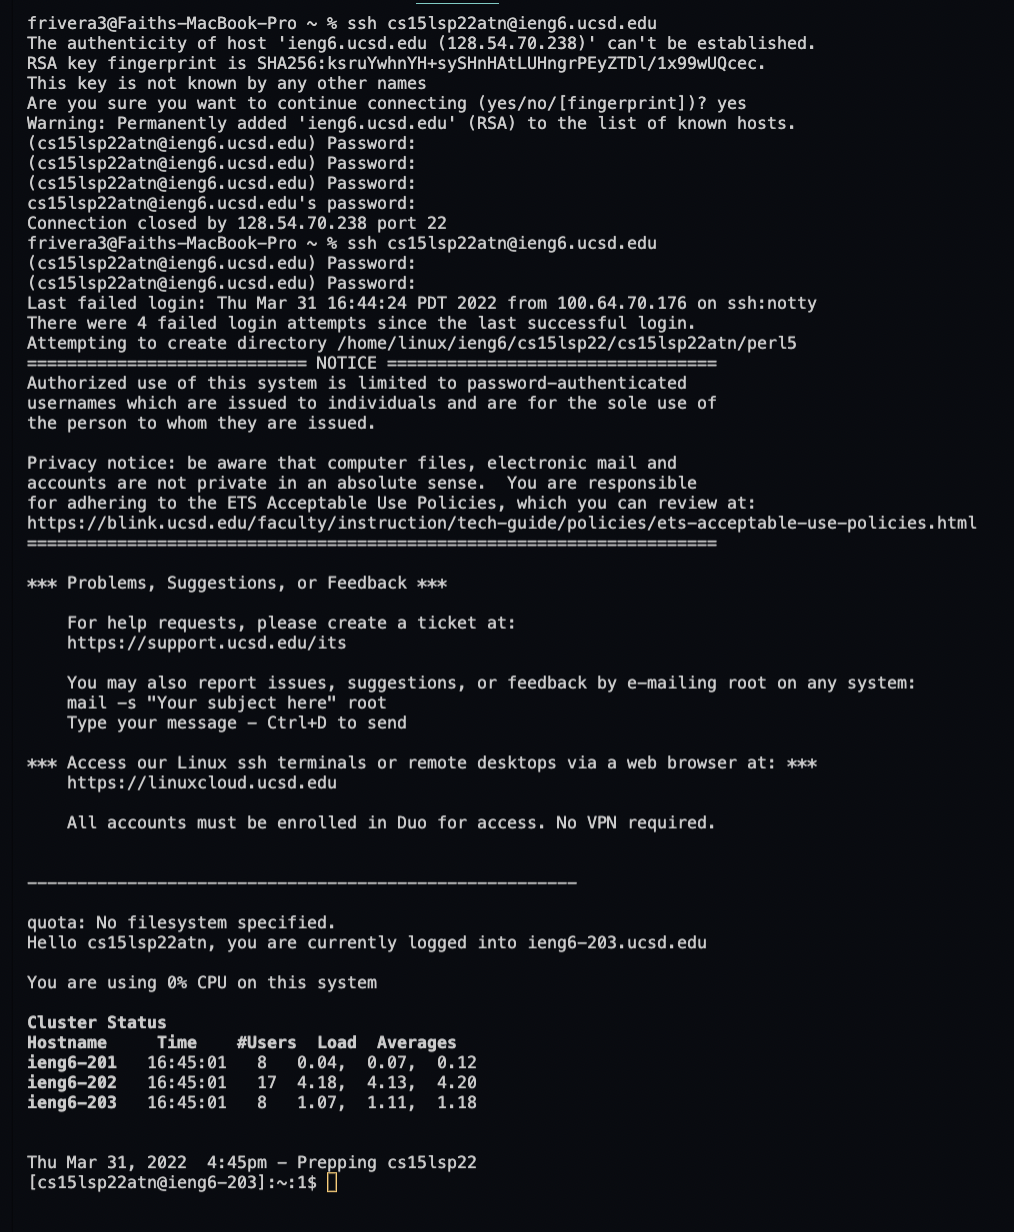 frivera3@Faiths-MacBook-Pro ~ % ssh cs15lsp22atn@ieng6.ucsd.edu
The authenticity of host 'ieng6.ucsd.edu (128.54.70.238)' can't be established.
RSA key fingerprint is SHA256:ksruYwhnYH+sySHnHAtLUHngrPEyZTDl/1x99wUQcec.
This key is not known by any other names
Are you sure you want to continue connecting (yes/no/[fingerprint])? yes
Warning: Permanently added 'ieng6.ucsd.edu' (RSA) to the list of known hosts.
(cs15lsp22atn@ieng6.ucsd.edu) Password:
(cs15lsp22atn@ieng6.ucsd.edu) Password:
(cs15lsp22atn@ieng6.ucsd.edu) Password:
cs15lsp22atn@ieng6.ucsd.edu's password:
Connection closed by 128.54.70.238 port 22
frivera3@Faiths-MacBook-Pro ~ % ssh cs15lsp22atn@ieng6.ucsd.edu
(cs15lsp22atn@ieng6.ucsd.edu) Password:
(cs15lsp22atn@ieng6.ucsd.edu) Password:
Last failed login: Thu Mar 31 16:44:24 PDT 2022 from 100.64.70.176 on ssh:notty
There were 4 failed login attempts since the last successful login.
Attempting to create directory /home/linux/ieng6/cs15lsp22/cs15lsp22atn/perl5
============================ NOTICE =================================
Authorized use of this system is limited to password-authenticated
usernames which are issued to individuals and are for the sole use of
the person to whom they are issued.

Privacy notice: be aware that computer files, electronic mail and
accounts are not private in an absolute sense.  You are responsible
for adhering to the ETS Acceptable Use Policies, which you can review at:
https://blink.ucsd.edu/faculty/instruction/tech-guide/policies/ets-acceptable-use-policies.html
=====================================================================

*** Problems, Suggestions, or Feedback ***

    For help requests, please create a ticket at:
    https://support.ucsd.edu/its

    You may also report issues, suggestions, or feedback by e-mailing root on any system:
    mail -s "Your subject here" root
    Type your message - Ctrl+D to send

*** Access our Linux ssh terminals or remote desktops via a web browser at: ***
    https://linuxcloud.ucsd.edu

    All accounts must be enrolled in Duo for access. No VPN required.

-------------------------------------------------------

quota: No filesystem specified.
Hello cs15lsp22atn, you are currently logged into ieng6-203.ucsd.edu

You are using 0% CPU on this system

Cluster Status
Hostname     Time    #Users  Load  Averages
ieng6-201   16:45:01   8   0.04,  0.07,  0.12
ieng6-202   16:45:01   17  4.18,  4.13,  4.20
ieng6-203   16:45:01   8   1.07,  1.11,  1.18

Thu Mar 31, 2022  4:45pm - Prepping cs15lsp22
[cs15lsp22atn@ieng6-203]:~:1$